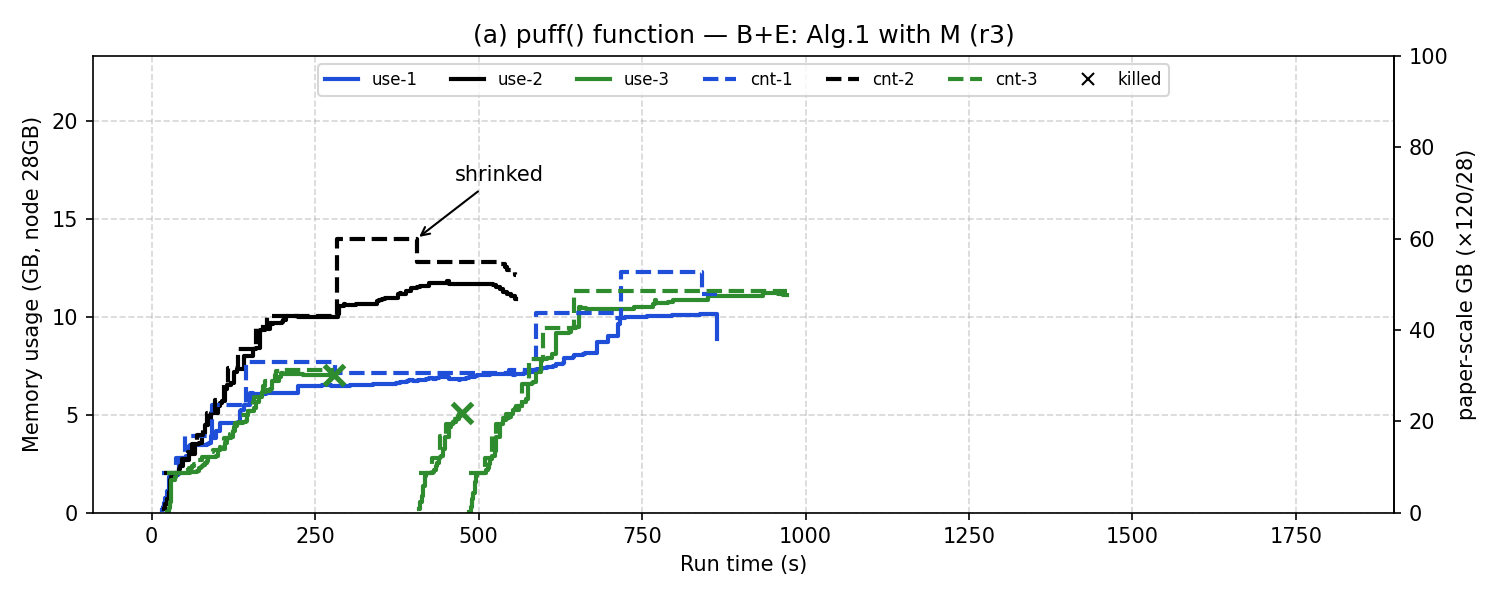 (a) puff() function — B+E: Alg.1 with M (r3)
use-1 use-2 use-3 cnt-1 cnt-2 cnt-3 killed
shrinked
Memory usage (GB, node 28GB)
20
15
10
5
0
100
80
60
40
20
0
paper-scale GB (×120/28)
0 250 500 750 1000 1250 1500 1750
Run time (s)